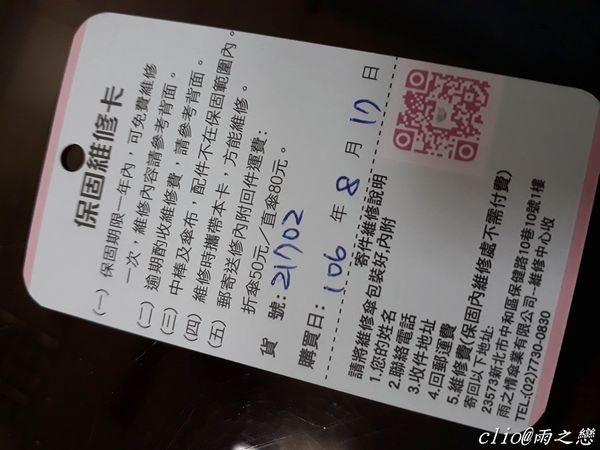 保固維修卡
(一) 保固期限一年內，可免費維修
一次，維修內容請參考背面。
(二) 逾期酌收維修費，請參考背面。
(三) 中棒及傘布，配件不在保固範圍內。
(四) 維修時攜帶本卡，方能維修。
(五) 郵寄送修內附回件運費：
折傘50元／直傘80元。
貨 號：21702
購買日：106 年 8 月 17 日
寄件維修說明
請將維修傘包裝好,內附
1.您的姓名
2.聯絡電話
3.收件地址
4.回郵運費
5.維修費(保固內維修處不需付費)
寄回以下地址:
23573新北市中和區保健路10巷10號1樓
雨之情傘業有限公司-維修中心收
TEL:(02)7730-0830
clio@雨之戀